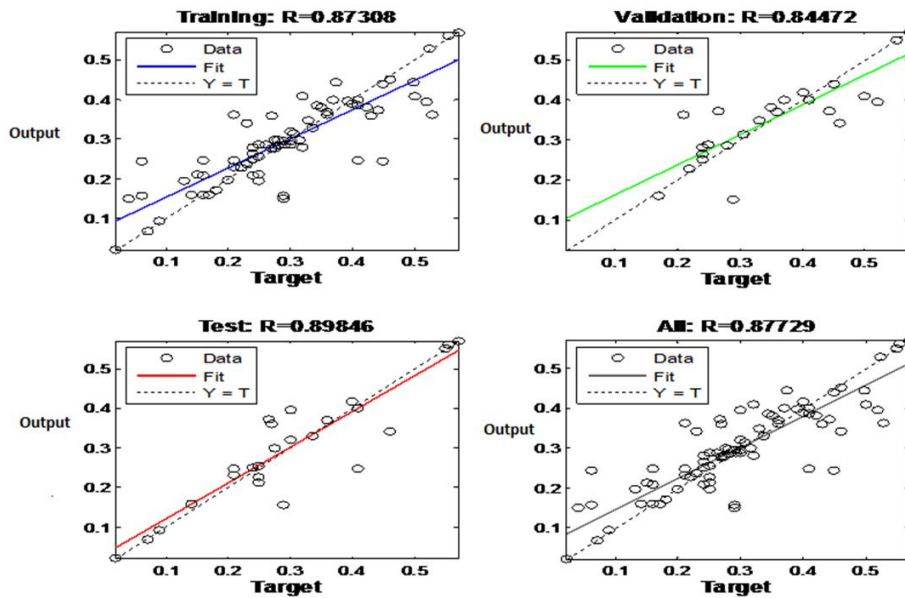 Training: R=0.87308
Data
Fit
Y = T
0.5
0.4
0.3
0.2
0.1
Output
0.1 0.2 0.3 0.4 0.5
Target
Validation: R=0.84472
Data
Fit
Y = T
0.5
0.4
0.3
0.2
0.1
Output
0.1 0.2 0.3 0.4 0.5
Target
Test: R=0.89846
Data
Fit
Y = T
0.5
0.4
0.3
0.2
0.1
Output
0.1 0.2 0.3 0.4 0.5
Target
All: R=0.87729
Data
Fit
Y = T
0.5
0.4
0.3
0.2
0.1
Output
0.1 0.2 0.3 0.4 0.5
Target